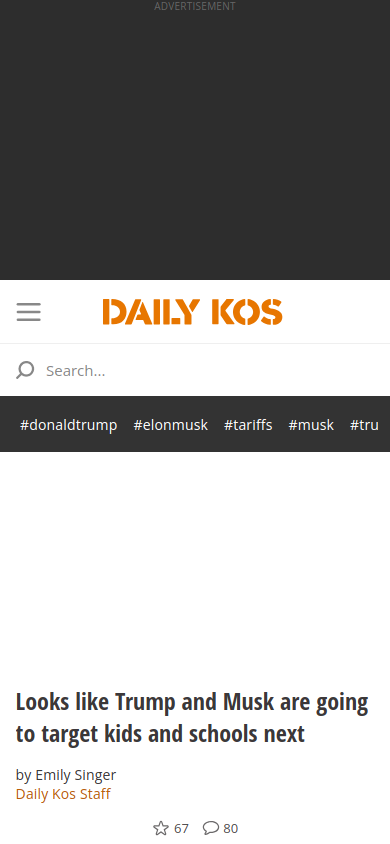 ADVERTISEMENT
DAILY KOS
Search...
#donaldtrump #elonmusk #tariffs #musk #tru
Looks like Trump and Musk are going
to target kids and schools next
by Emily Singer
Daily Kos Staff
67 80